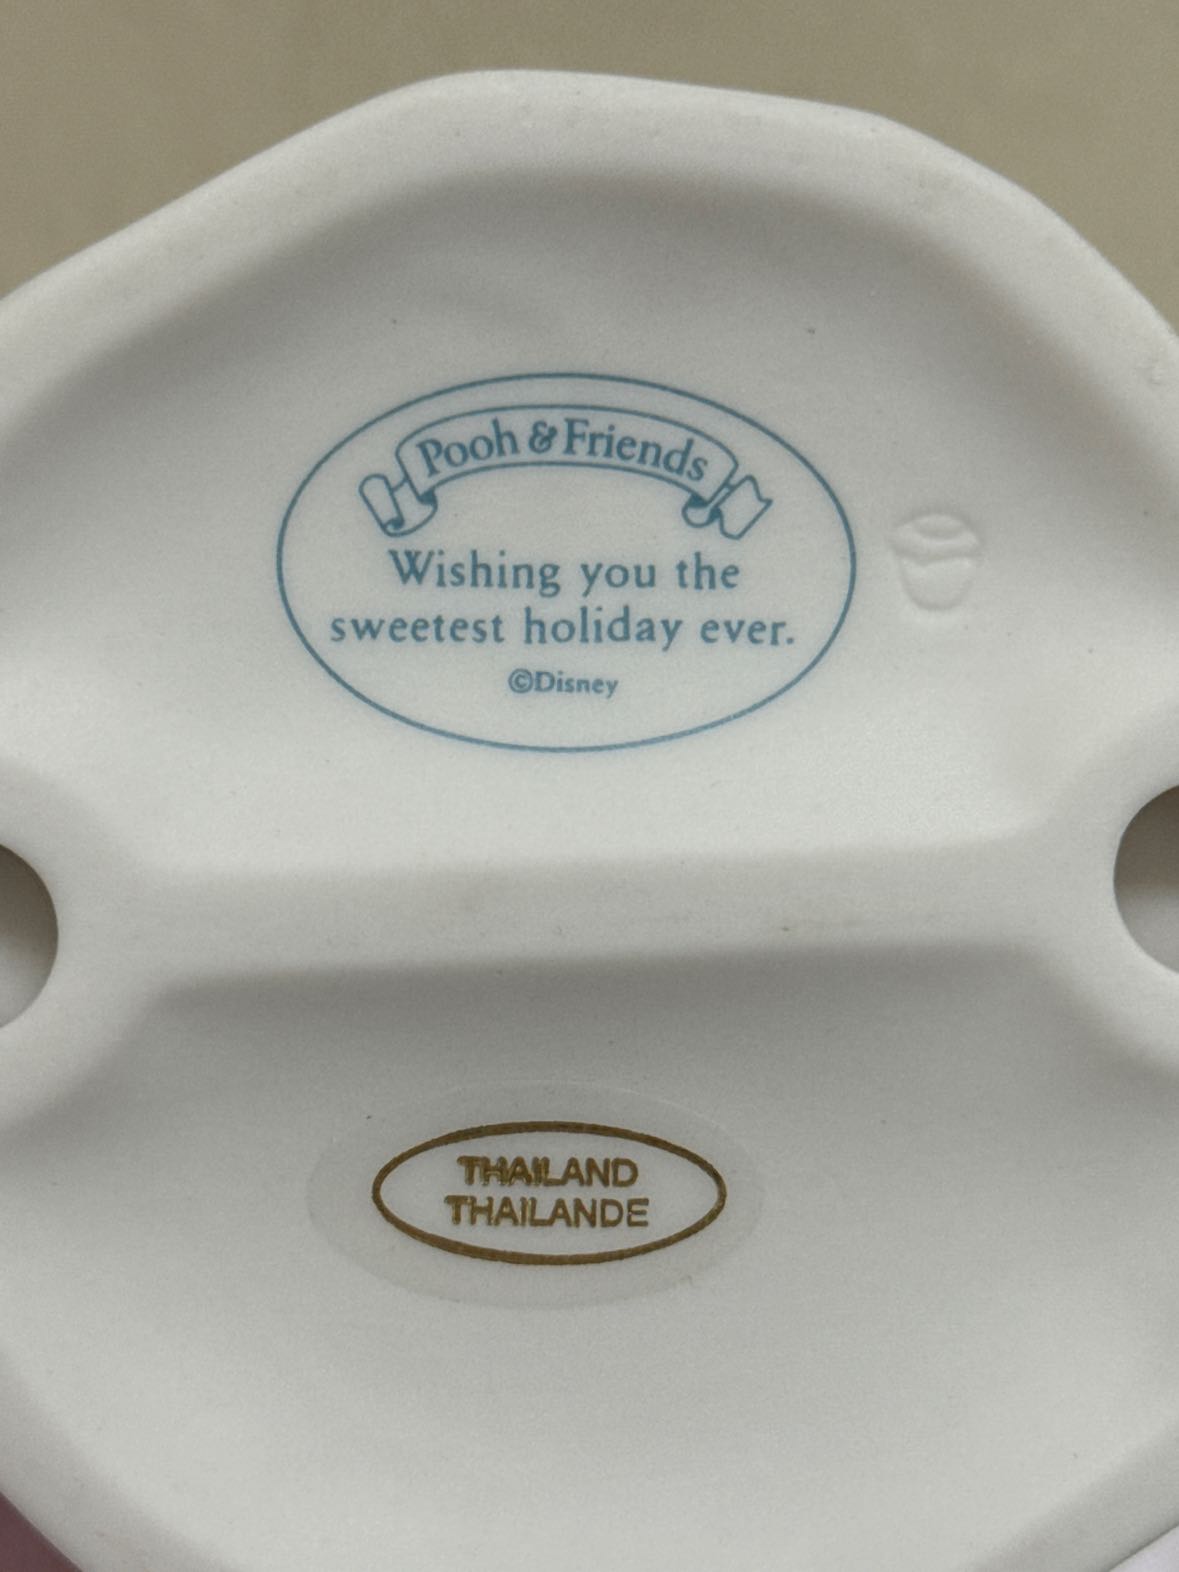 Pooh & Friends
Wishing you the
sweetest holiday ever.
©Disney
THAILAND
THAILANDE